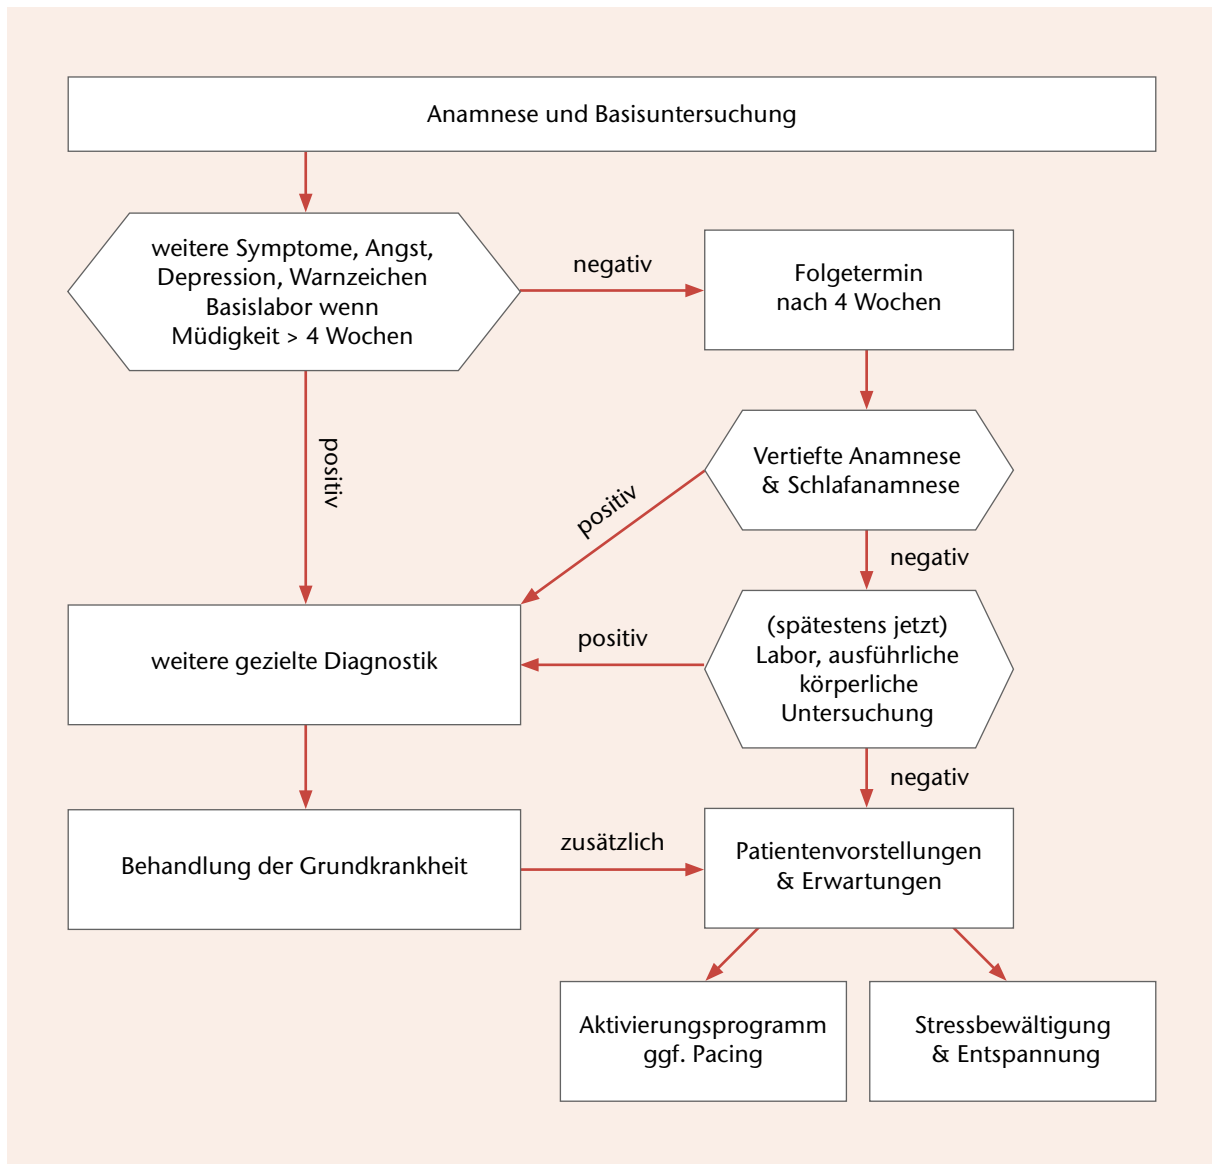 Anamnese und Basisuntersuchung
weitere Symptome, Angst,
Depression, Warnzeichen
Basislabor wenn
Müdigkeit > 4 Wochen
negativ
Folgetermin
nach 4 Wochen
positiv
Vertiefte Anamnese
& Schlafanamnese
positiv
negativ
weitere gezielte Diagnostik
positiv
(spätestens jetzt)
Labor, ausführliche
körperliche
Untersuchung
negativ
Behandlung der Grundkrankheit
zusätzlich
Patientenvorstellungen
& Erwartungen
Aktivierungsprogramm
ggf. Pacing
Stressbewältigung
& Entspannung